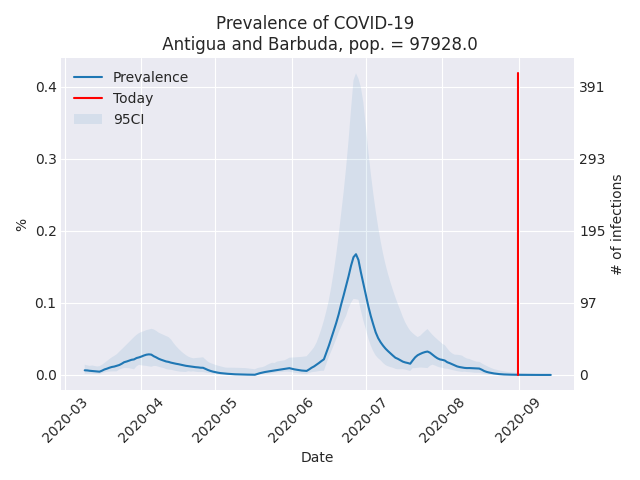 Prevalence of COVID-19
Antigua and Barbuda, pop. = 97928.0
Prevalence
Today
95CI
%
0.4
0.3
0.2
0.1
0.0
391
293
195
97
0
# of infections
2020-03
2020-04
2020-05
2020-06
2020-07
2020-08
2020-09
Date